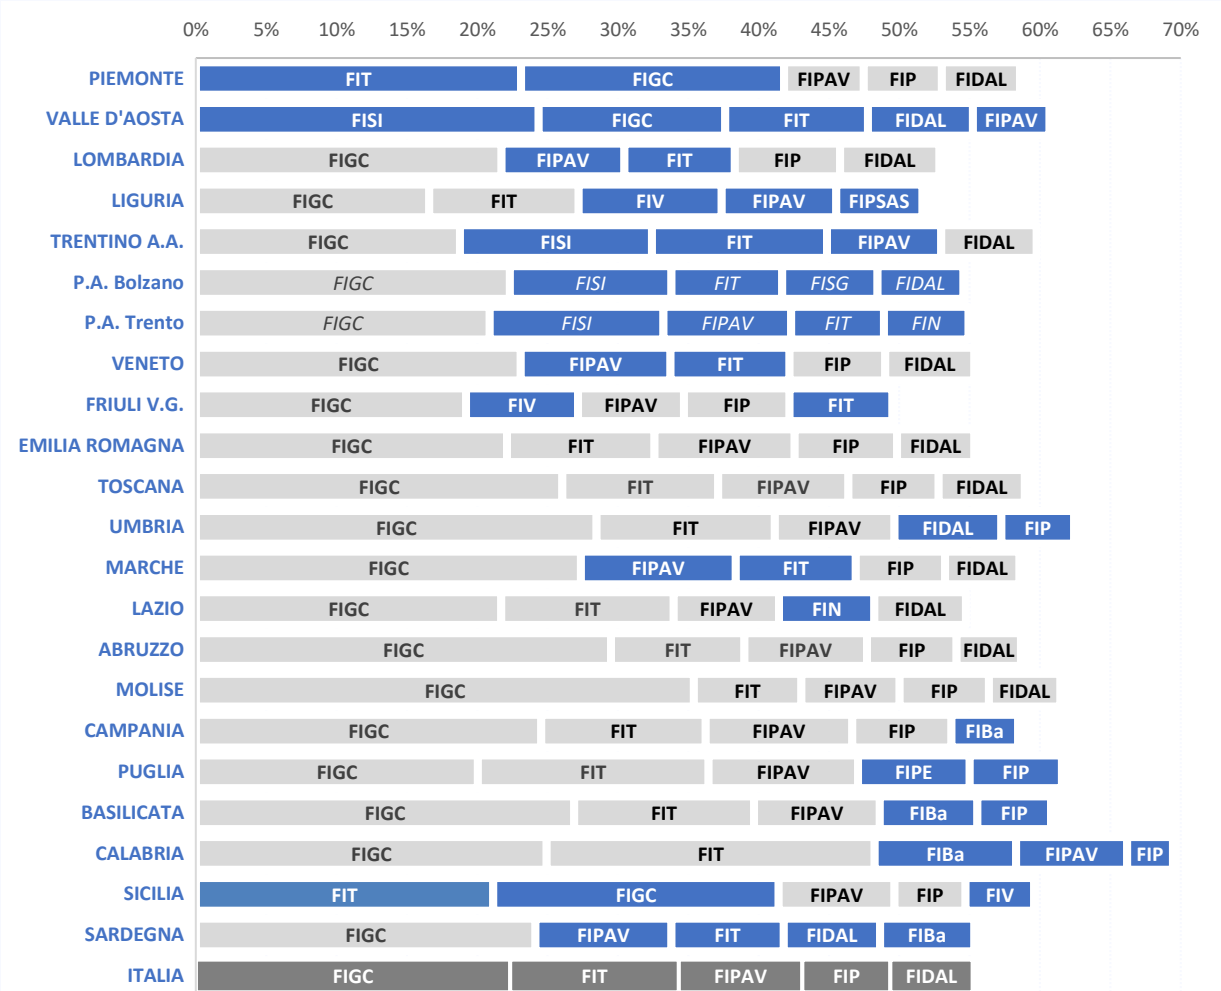 0% 5% 10% 15% 20% 25% 30% 35% 40% 45% 50% 55% 60% 65% 70%
PIEMONTE FIT FIGC FIPAV FIP FIDAL
VALLE D'AOSTA FISI FIGC FIT FIDAL FIPAV
LOMBARDIA FIGC FIPAV FIT FIP FIDAL
LIGURIA FIGC FIT FIV FIPAV FIPSAS
TRENTINO A.A. FIGC FISI FIT FIPAV FIDAL
P.A. Bolzano FIGC FISI FIT FISG FIDAL
P.A. Trento FIGC FISI FIPAV FIT FIN
VENETO FIGC FIPAV FIT FIP FIDAL
FRIULI V.G. FIGC FIV FIPAV FIP FIT
EMILIA ROMAGNA FIGC FIT FIPAV FIP FIDAL
TOSCANA FIGC FIT FIPAV FIP FIDAL
UMBRIA FIGC FIT FIPAV FIDAL FIP
MARCHE FIGC FIPAV FIT FIP FIDAL
LAZIO FIGC FIT FIPAV FIN FIDAL
ABRUZZO FIGC FIT FIPAV FIP FIDAL
MOLISE FIGC FIT FIPAV FIP FIDAL
CAMPANIA FIGC FIT FIPAV FIP FIBa
PUGLIA FIGC FIT FIPAV FIPE FIP
BASILICATA FIGC FIT FIPAV FIBa FIP
CALABRIA FIGC FIT FIBa FIPAV FIP
SICILIA FIT FIGC FIPAV FIP FIV
SARDEGNA FIGC FIPAV FIT FIDAL FIBa
ITALIA FIGC FIT FIPAV FIP FIDAL